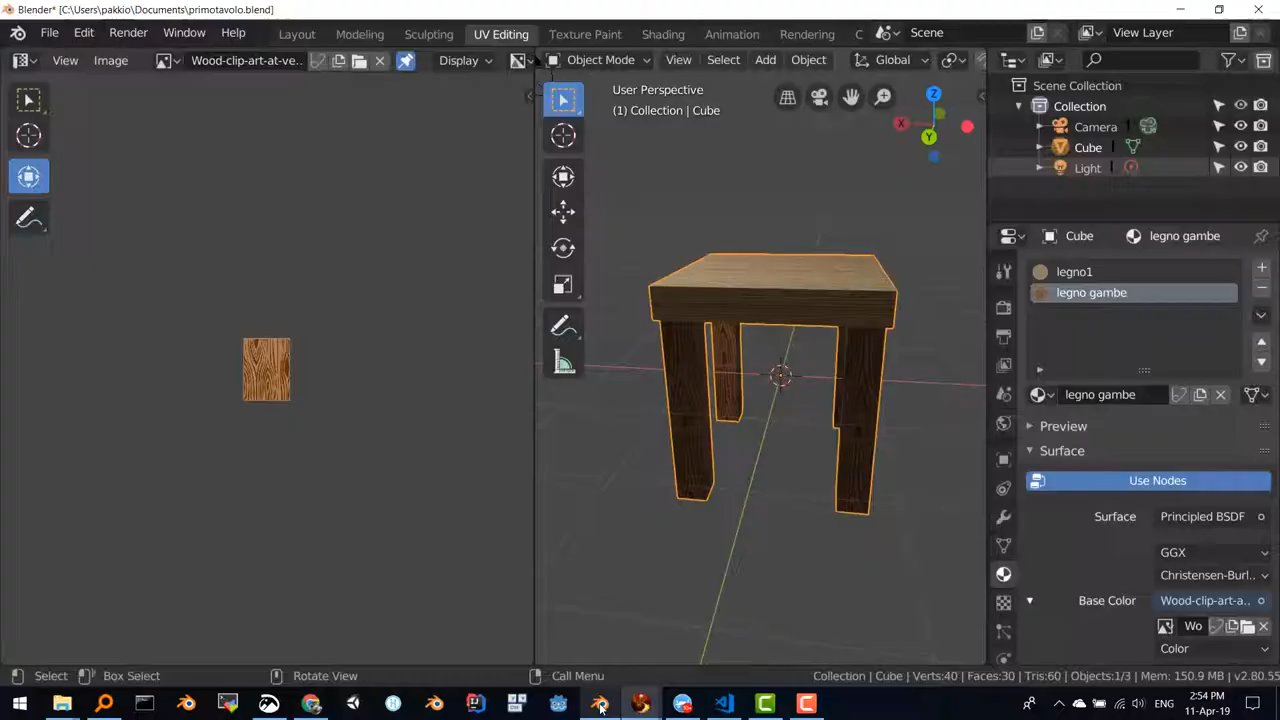 Blender* [C:\Users\pakkio\Documents\primotavolo.blend]
File Edit Render Window Help Layout Modeling Sculpting UV Editing Texture Paint Shading Animation Rendering C Scene View Layer
View Image Wood-clip-art-at-ve... Display Object Mode View Select Add Object Global
User Perspective
(1) Collection | Cube
Z
X
Y
Scene Collection
Collection
Camera
Cube
Light
Cube legno gambe
legno1
legno gambe
legno gambe
Preview
Surface
Use Nodes
Surface Principled BSDF
GGX
Christensen-Burl..
Base Color Wood-clip-art-a..
Wo
Color
Select Box Select Rotate View Call Menu Collection | Cube | Verts:40 | Faces:30 | Tris:60 | Objects:1/3 | Mem: 150.9 MB | v2.80.55
ENG
2:54 PM
11-Apr-19